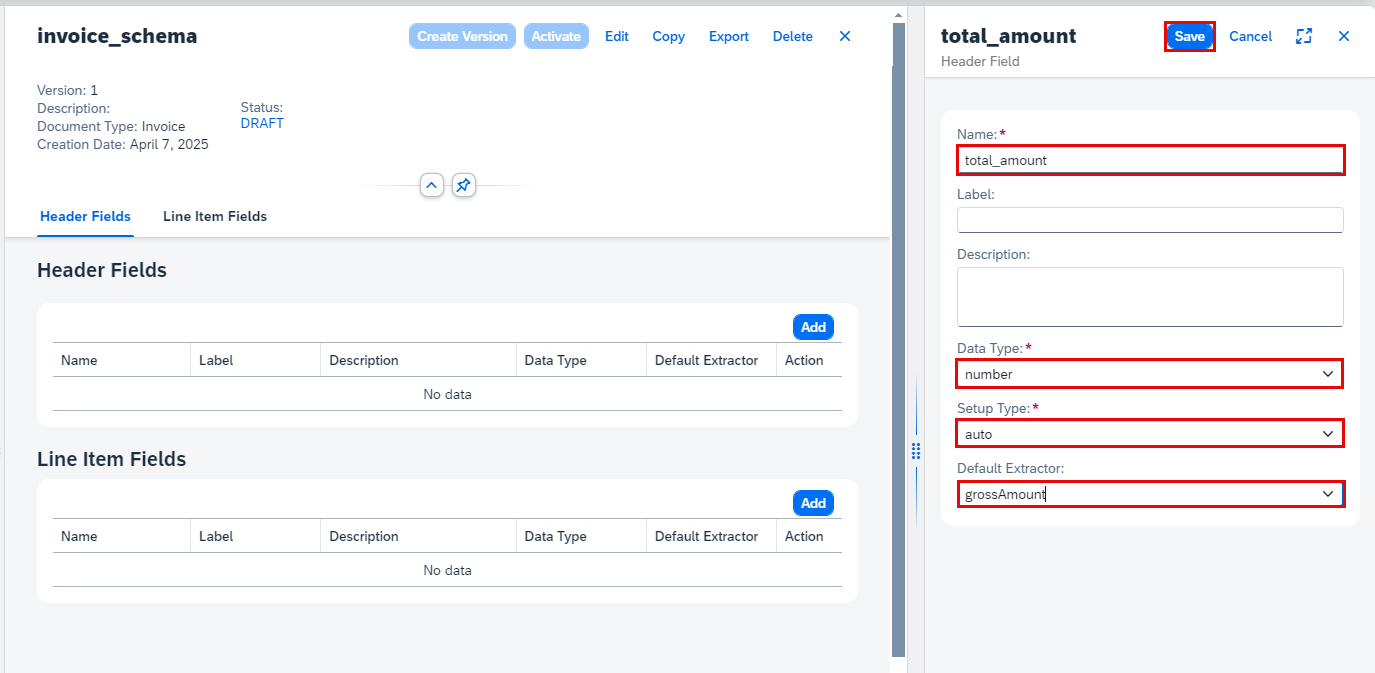 invoice_schema
Create Version Activate Edit Copy Export Delete
Version: 1
Description:
Document Type: Invoice
Creation Date: April 7, 2025
Status:
DRAFT
Header Fields Line Item Fields
Header Fields
Add
Name Label Description Data Type Default Extractor Action
No data
Line Item Fields
Add
Name Label Description Data Type Default Extractor Action
No data
total_amount
Save Cancel
Header Field
Name:*
total_amount
Label:
Description:
Data Type:*
number
Setup Type:*
auto
Default Extractor:
grossAmount